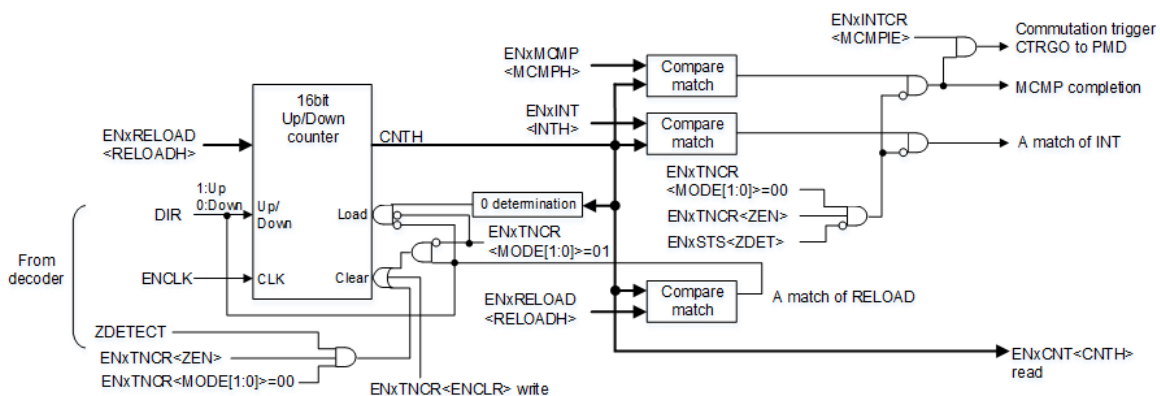 ENxINTCR
<MCMPIE>
Commutation trigger
CTRGO to PMD
ENxMCMP
<MCMPH>
Compare
match
MCMP completion
16bit
Up/Down
counter
ENxRELOAD
<RELOADH>
CNTH
ENxINT
<INTH>
Compare
match
A match of INT
ENxTNCR
<MODE[1:0]>=00
ENxTNCR<ZEN>
ENxSTS<ZDET>
1:Up
0:Down
DIR
Up/
Down
Load
0 determination
ENxTNCR
<MODE[1:0]>=01
From
decoder
ENCLK
CLK
Clear
ENxRELOAD
<RELOADH>
Compare
match
A match of RELOAD
ZDETECT
ENxTNCR<ZEN>
ENxTNCR<MODE[1:0]>=00
ENxTNCR<ENCLR> write
ENxCNT<CNTH>
read